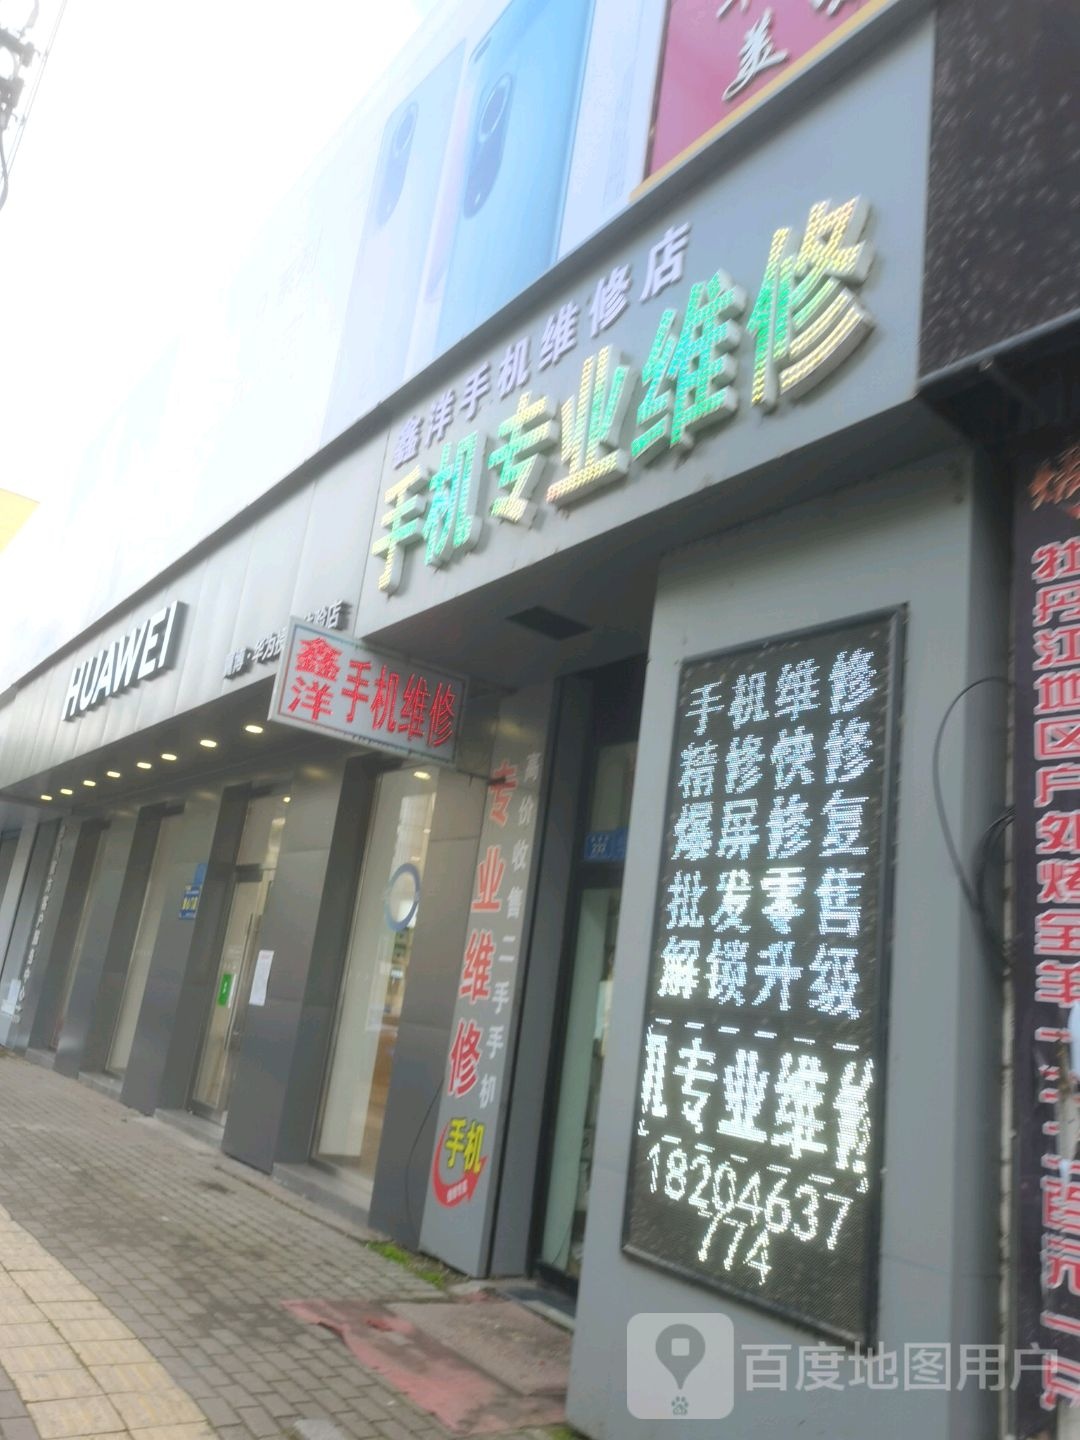 美
鑫洋手机维修店
手机专业维修
HUAWEI
鑫洋手机维修
专业维修
手机
高价收售二手手机
手机维修
精修快修
爆屏修复
批发零售
解锁升级
机专业维修
18204637
774
牡丹江地区户外烤全羊
百度地图用户